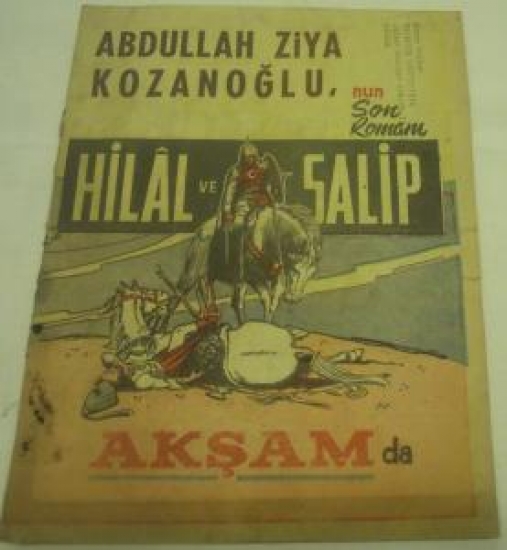 ABDULLAH ZİYA
KOZANOĞLU,
nun
Son
Romanı
HİLÂL VE SALİP
AKŞAM da